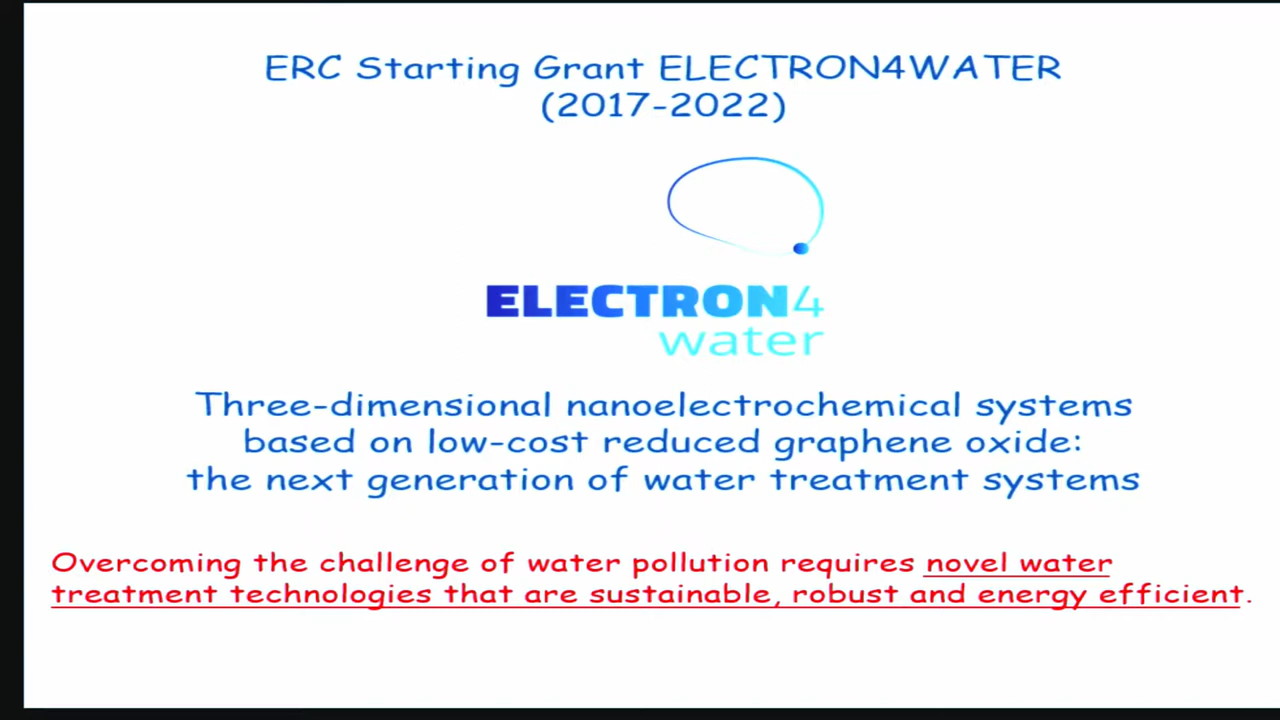 ERC Starting Grant ELECTRON4WATER
(2017-2022)
ELECTRON4
water
Three-dimensional nanoelectrochemical systems
based on low-cost reduced graphene oxide:
the next generation of water treatment systems
Overcoming the challenge of water pollution requires novel water
treatment technologies that are sustainable, robust and energy efficient.